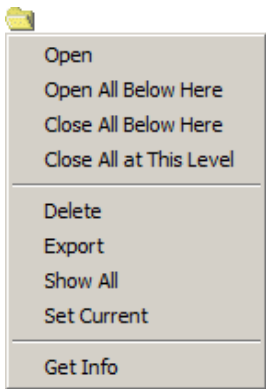 Open
Open All Below Here
Close All Below Here
Close All at This Level
Delete
Export
Show All
Set Current
Get Info